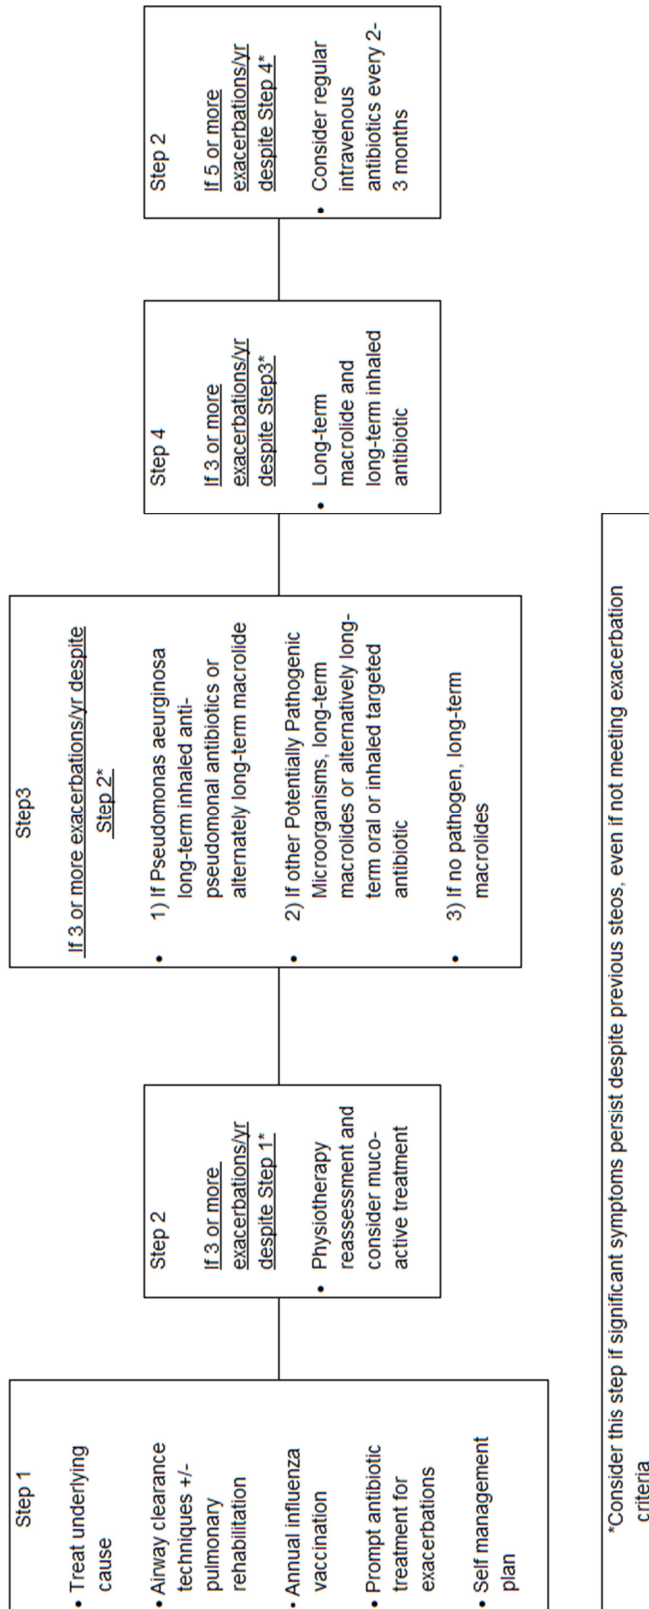 Step 1
• Treat underlying
cause
• Airway clearance
techniques +/-
pulmonary
rehabilitation
• Annual influenza
vaccination
• Prompt antibiotic
treatment for
exacerbations
• Self management
plan
Step 2
If 3 or more
exacerbations/yr
despite Step 1*
• Physiotherapy
reassessment and
consider muco-
active treatment
Step3
If 3 or more exacerbations/yr despite
Step 2*
• 1) If Pseudomonas aeurginosa
long-term inhaled anti-
pseudomonal antibiotics or
alternately long-term macrolide
• 2) If other Potentially Pathogenic
Microorganisms, long-term
macrolides or alternatively long-
term oral or inhaled targeted
antibiotic
• 3) If no pathogen, long-term
macrolides
Step 4
If 3 or more
exacerbations/yr
despite Step3*
• Long-term
macrolide and
long-term inhaled
antibiotic
Step 2
If 5 or more
exacerbations/yr
despite Step 4*
• Consider regular
intravenous
antibiotics every 2-
3 months
*Consider this step if significant symptoms persist despite previous steos, even if not meeting exacerbation
criteria